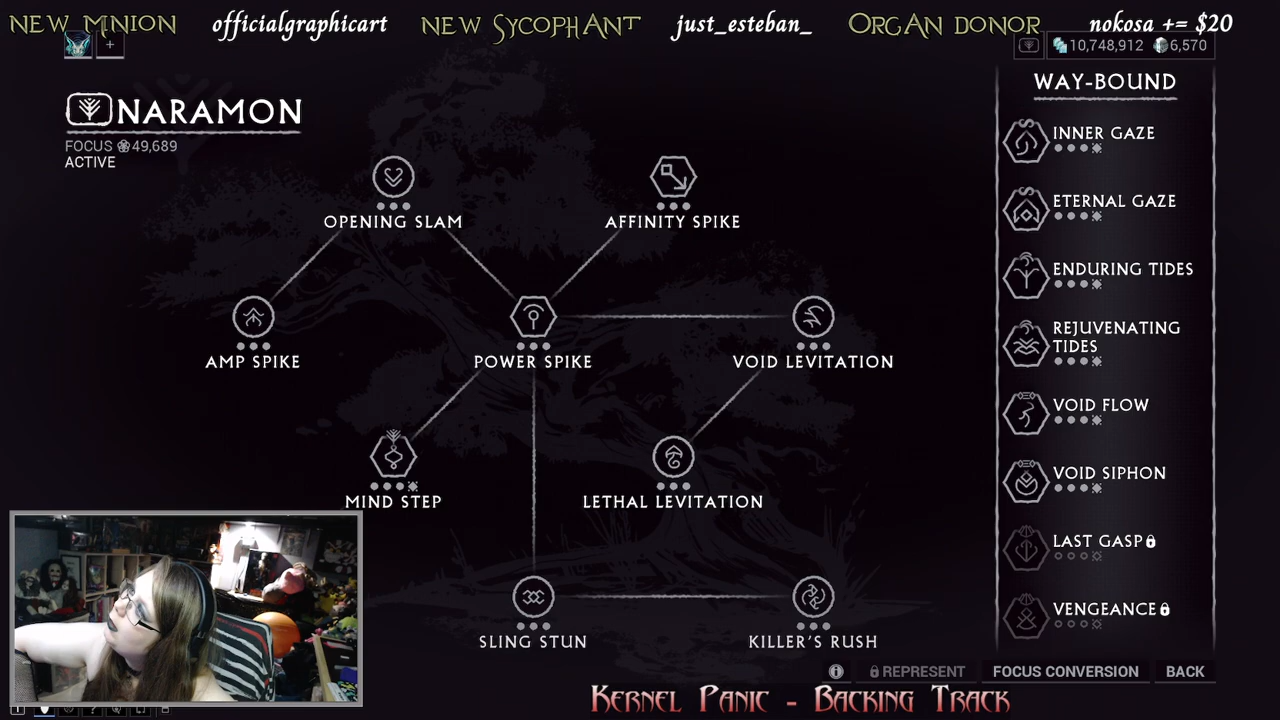 NEW MINION officialgraphicart NEW SYCOPHANT just_esteban_ ORGAN DONOR nokosa += $20
+ 10,748,912 6,570
NARAMON
FOCUS 49,689
ACTIVE
OPENING SLAM
AFFINITY SPIKE
AMP SPIKE
POWER SPIKE
VOID LEVITATION
MIND STEP
LETHAL LEVITATION
SLING STUN
KILLER'S RUSH
WAY-BOUND
INNER GAZE
ETERNAL GAZE
ENDURING TIDES
REJUVENATING
TIDES
VOID FLOW
VOID SIPHON
LAST GASP
VENGEANCE
REPRESENT FOCUS CONVERSION BACK
KERNEL PANIC - BACKING TRACK